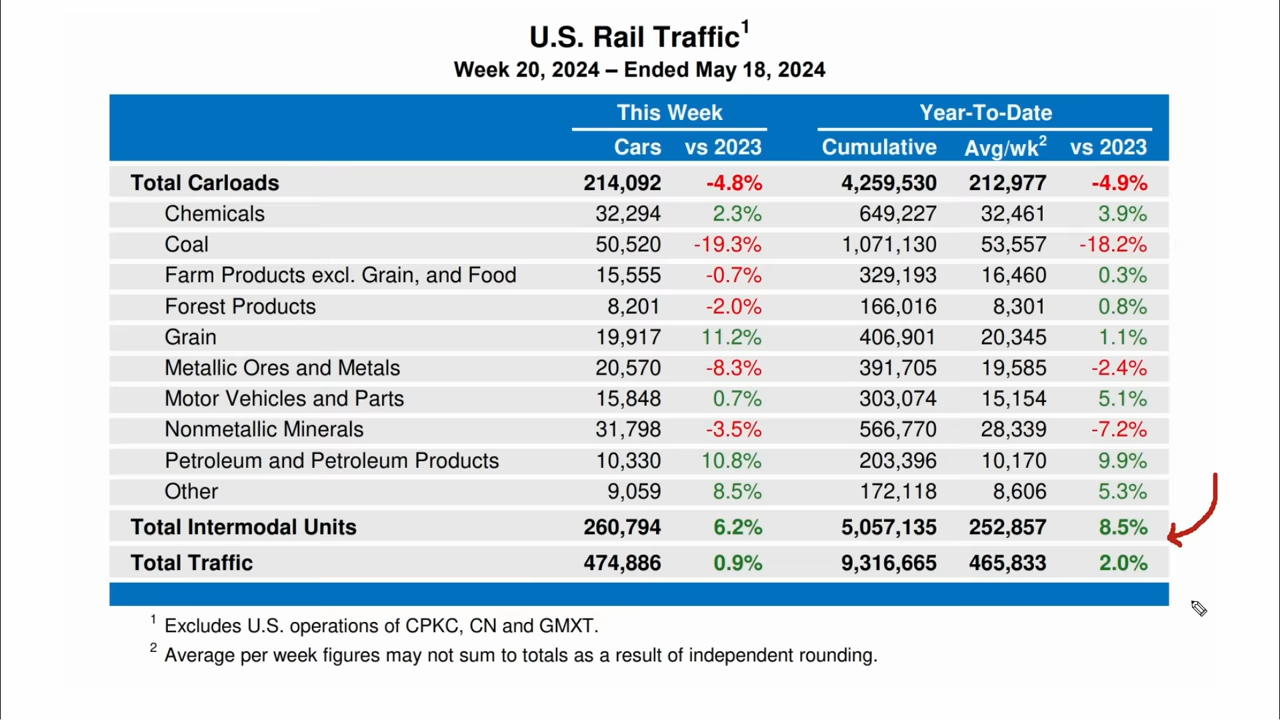 U.S. Rail Traffic1
Week 20, 2024 – Ended May 18, 2024
This Week Year-To-Date
Cars vs 2023 Cumulative Avg/wk2 vs 2023
Total Carloads 214,092 -4.8% 4,259,530 212,977 -4.9%
Chemicals 32,294 2.3% 649,227 32,461 3.9%
Coal 50,520 -19.3% 1,071,130 53,557 -18.2%
Farm Products excl. Grain, and Food 15,555 -0.7% 329,193 16,460 0.3%
Forest Products 8,201 -2.0% 166,016 8,301 0.8%
Grain 19,917 11.2% 406,901 20,345 1.1%
Metallic Ores and Metals 20,570 -8.3% 391,705 19,585 -2.4%
Motor Vehicles and Parts 15,848 0.7% 303,074 15,154 5.1%
Nonmetallic Minerals 31,798 -3.5% 566,770 28,339 -7.2%
Petroleum and Petroleum Products 10,330 10.8% 203,396 10,170 9.9%
Other 9,059 8.5% 172,118 8,606 5.3%
Total Intermodal Units 260,794 6.2% 5,057,135 252,857 8.5%
Total Traffic 474,886 0.9% 9,316,665 465,833 2.0%
1 Excludes U.S. operations of CPKC, CN and GMXT.
2 Average per week figures may not sum to totals as a result of independent rounding.